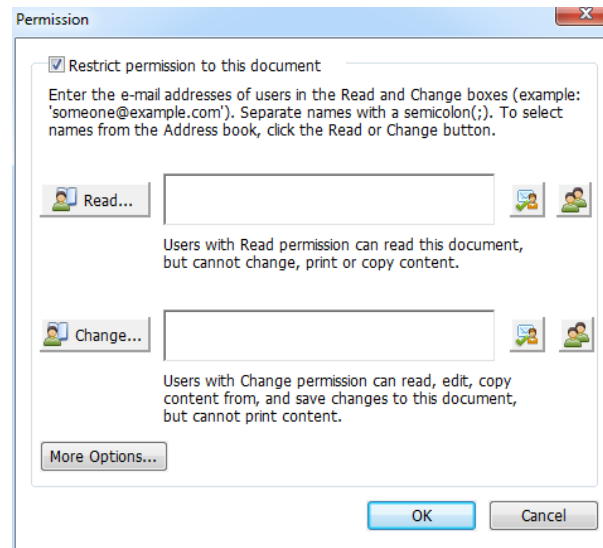 Permission
X
Restrict permission to this document
Enter the e-mail addresses of users in the Read and Change boxes (example:
'someone@example.com'). Separate names with a semicolon(;). To select
names from the Address book, click the Read or Change button.
Read...
Users with Read permission can read this document,
but cannot change, print or copy content.
Change...
Users with Change permission can read, edit, copy
content from, and save changes to this document,
but cannot print content.
More Options...
OK Cancel